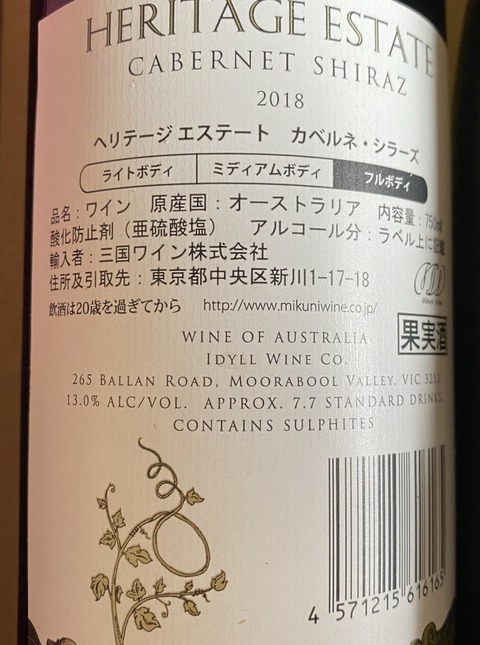 HERITAGE ESTATE
CABERNET SHIRAZ
2018
ヘリテージ エステート カベルネ・シラーズ
ライトボディ ミディアムボディ フルボディ
品名：ワイン 原産国：オーストラリア 内容量：750ml
酸化防止剤（亜硫酸塩） アルコール分：ラベル上に記載
輸入者：三国ワイン株式会社
住所及引取先：東京都中央区新川1-17-18
Mikuni Wine
飲酒は20歳を過ぎてから http://www.mikuniwine.co.jp/
果実酒
WINE OF AUSTRALIA
IDYLL WINE CO.
265 BALLAN ROAD, MOORABOOL VALLEY, VIC 3213
13.0% ALC/VOL. APPROX. 7.7 STANDARD DRINKS.
CONTAINS SULPHITES
4 571215 616165